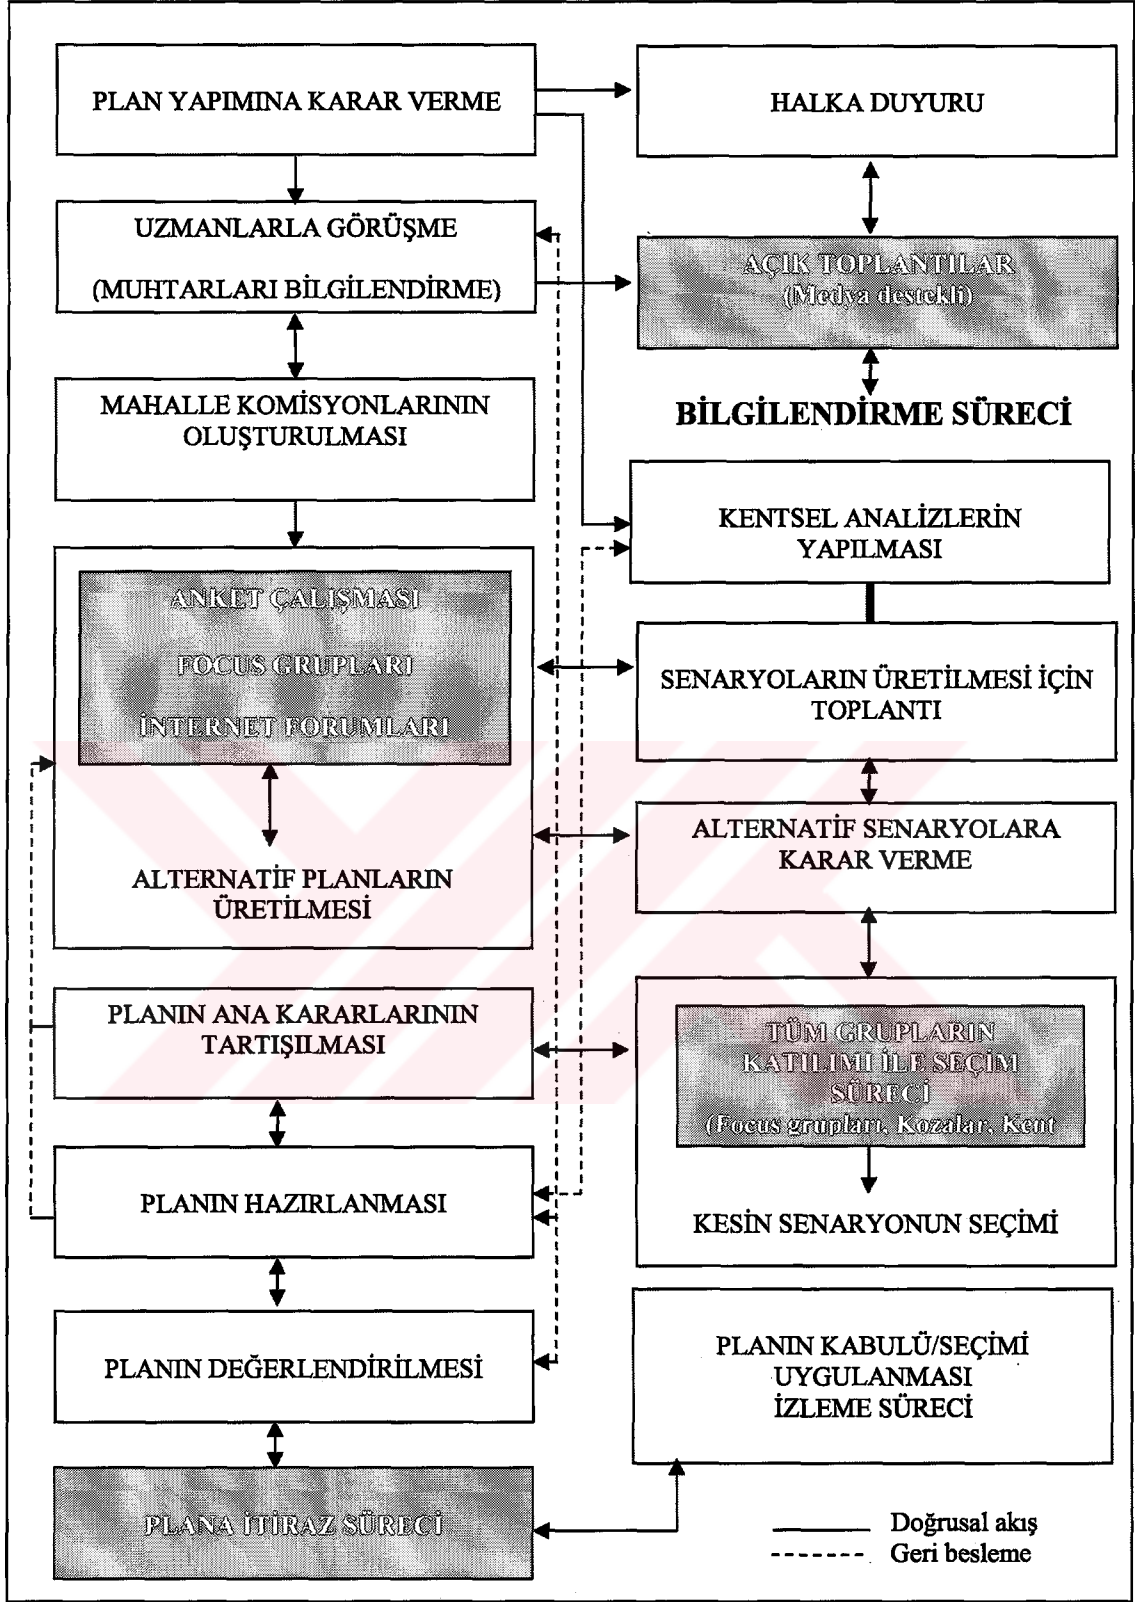 PLAN YAPIMINA KARAR VERME
HALKA DUYURU
UZMANLARLA GÖRÜŞME
(MUHTARLARI BİLGİLENDİRME)
AÇIK TOPLANTILAR
(Medya destekli)
BİLGİLENDİRME SÜRECİ
MAHALLE KOMİSYONLARININ
OLUŞTURULMASI
KENTSEL ANALİZLERİN
YAPILMASI
ANKET ÇALIŞMASI
FOCUS GRUPLARI
İNTERNET FORUMLARI
SENARYOLARIN ÜRETİLMESİ İÇİN
TOPLANTI
ALTERNATİF PLANLARIN
ÜRETİLMESİ
ALTERNATİF SENARYOLARA
KARAR VERME
PLANIN ANA KARARLARININ
TARTIŞILMASI
TÜM GRUPLARIN
KATILIMI İLE SEÇİM
SÜRECİ
(Focus grupları, Kozalar, Kent
KESİN SENARYONUN SEÇİMİ
PLANIN HAZIRLANMASI
PLANIN DEĞERLENDİRİLMESİ
PLANIN KABULÜ/SEÇİMİ
UYGULANMASI
İZLEME SÜRECİ
PLANA İTİRAZ SÜRECİ
Doğrusal akış
Geri besleme